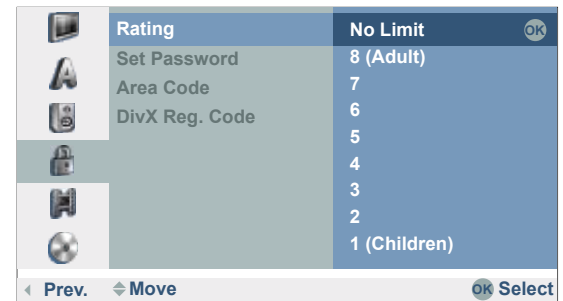 Rating
Set Password
Area Code
DivX Reg. Code
No Limit OK
8 (Adult)
7
6
5
4
3
2
1 (Children)
Prev. Move OK Select